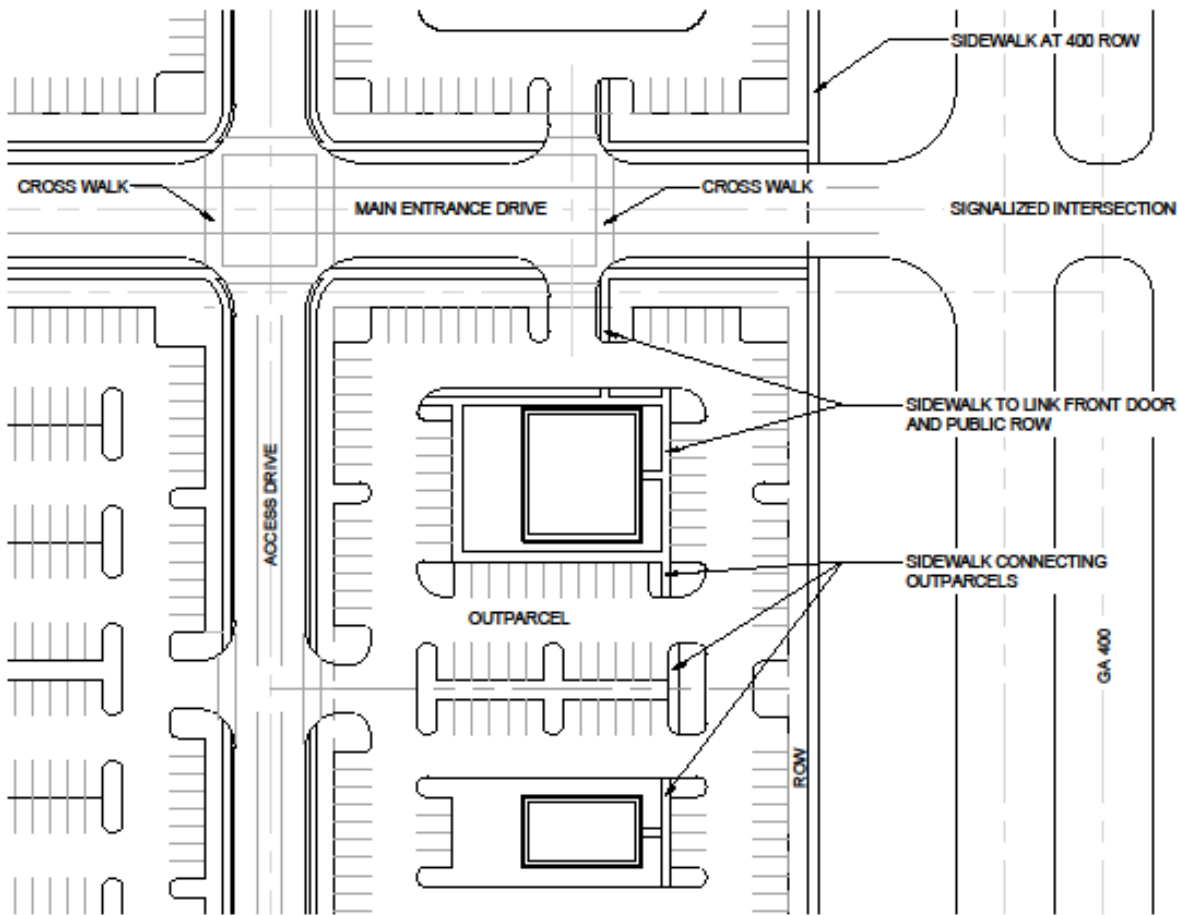 SIDEWALK AT 400 ROW
CROSS WALK
CROSS WALK
MAIN ENTRANCE DRIVE
SIGNALIZED INTERSECTION
SIDEWALK TO LINK FRONT DOOR
AND PUBLIC ROW
ACCESS DRIVE
SIDEWALK CONNECTING
OUTPARCELS
OUTPARCEL
GA 400
ROW